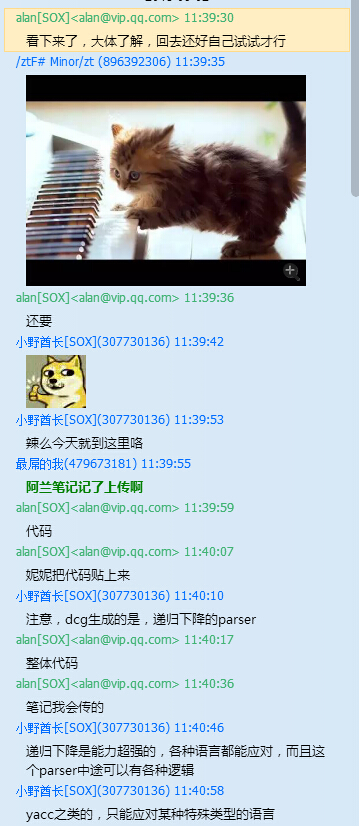 alan[SOX]<alan@vip.qq.com> 11:39:30
看下来了，大体了解，回去还好自己试试才行
/ztF# Minor/zt (896392306) 11:39:35
alan[SOX]<alan@vip.qq.com> 11:39:36
还要
小野酋长[SOX](307730136) 11:39:42
小野酋长[SOX](307730136) 11:39:53
辣么今天就到这里咯
最屌的我(479673181) 11:39:55
阿兰笔记记了上传啊
alan[SOX]<alan@vip.qq.com> 11:39:59
代码
alan[SOX]<alan@vip.qq.com> 11:40:07
妮妮把代码贴上来
小野酋长[SOX](307730136) 11:40:10
注意，dcg生成的是，递归下降的parser
alan[SOX]<alan@vip.qq.com> 11:40:17
整体代码
alan[SOX]<alan@vip.qq.com> 11:40:36
笔记我会传的
小野酋长[SOX](307730136) 11:40:46
递归下降是能力超强的，各种语言都能应对，而且这
个parser中途可以有各种逻辑
小野酋长[SOX](307730136) 11:40:58
yacc之类的，只能应对某种特殊类型的语言